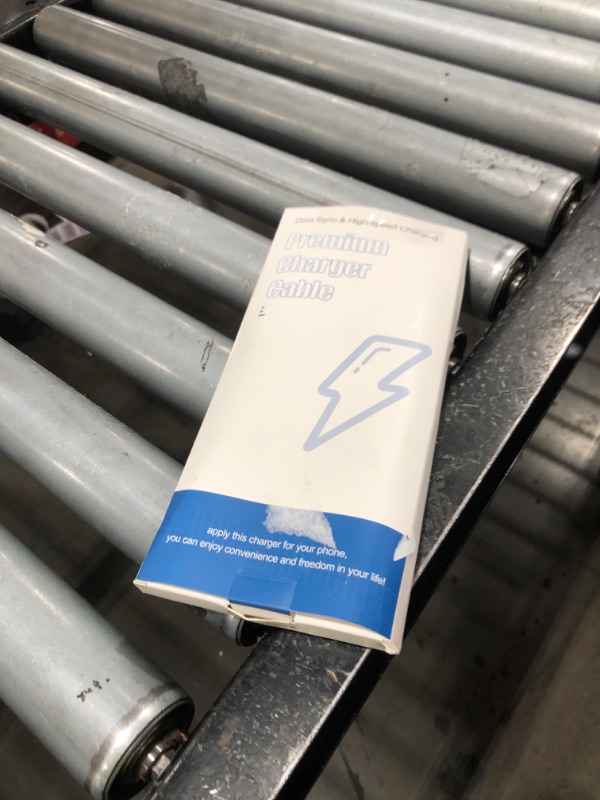 Data Sync & High-speed Charging
Premium
Charger
Cable
apply this charger for your phone,
you can enjoy convenience and freedom in your life!